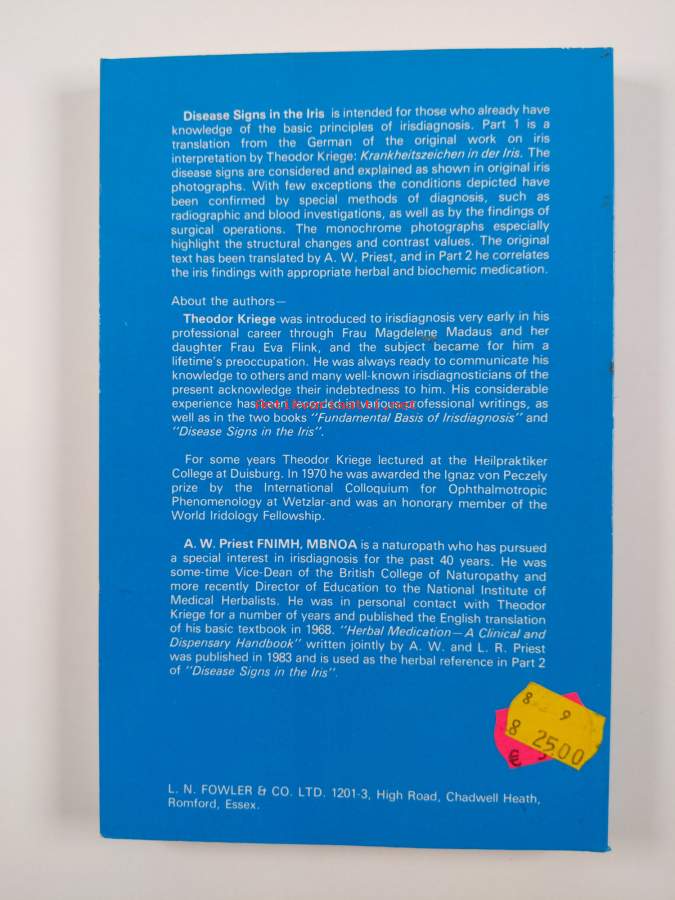 Disease Signs in the Iris is intended for those who already have
knowledge of the basic principles of irisdiagnosis. Part 1 is a
translation from the German of the original work on iris
interpretation by Theodor Kriege: Krankheitszeichen in der Iris. The
disease signs are considered and explained as shown in original iris
photographs. With few exceptions the conditions depicted have
been confirmed by special methods of diagnosis, such as
radiographic and blood investigations, as well as by the findings of
surgical operations. The monochrome photographs especially
highlight the structural changes and contrast values. The original
text has been translated by A. W. Priest, and in Part 2 he correlates
the iris findings with appropriate herbal and biochemic medication.
About the authors—
Theodor Kriege was introduced to irisdiagnosis very early in his
professional career through Frau Magdelene Madaus and her
daughter Frau Eva Flink, and the subject became for him a
lifetime's preoccupation. He was always ready to communicate his
knowledge to others and many well-known irisdiagnosticians of the
present acknowledge their indebtedness to him. His considerable
experience has been recorded in various professional writings, as
well as in the two books "Fundamental Basis of Irisdiagnosis" and
"Disease Signs in the Iris".
For some years Theodor Kriege lectured at the Heilpraktiker
College at Duisburg. In 1970 he was awarded the Ignaz von Peczely
prize by the International Colloquium for Ophthalmotropic
Phenomenology at Wetzlar and was an honorary member of the
World Iridology Fellowship.
A. W. Priest FNIMH, MBNOA is a naturopath who has pursued
a special interest in irisdiagnosis for the past 40 years. He was
some-time Vice-Dean of the British College of Naturopathy and
more recently Director of Education to the National Institute of
Medical Herbalists. He was in personal contact with Theodor
Kriege for a number of years and published the English translation
of his basic textbook in 1968. "Herbal Medication—A Clinical and
Dispensary Handbook" written jointly by A. W. and L. R. Priest
was published in 1983 and is used as the herbal reference in Part 2
of "Disease Signs in the Iris".
8 9
8 25.00
€
L. N. FOWLER & CO. LTD. 1201-3, High Road, Chadwell Heath,
Romford, Essex.